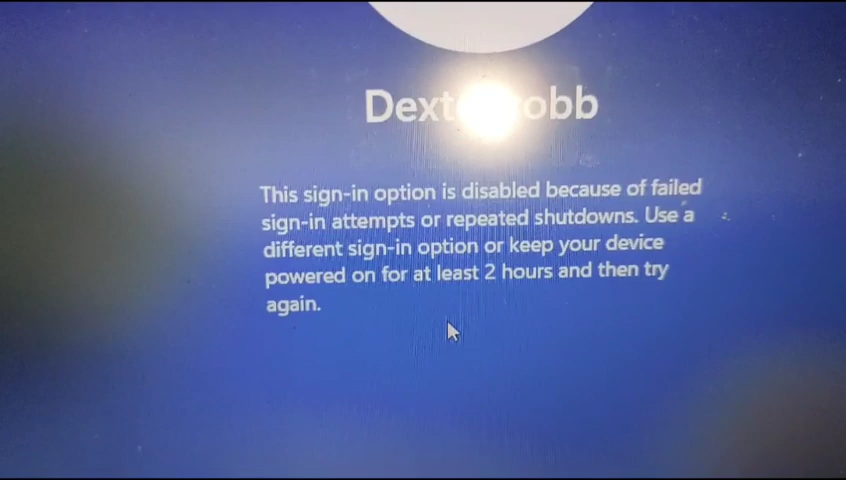 This sign-in option is disabled because of failed
sign-in attempts or repeated shutdowns. Use a
different sign-in option or keep your device
powered on for at least 2 hours and then try
again.